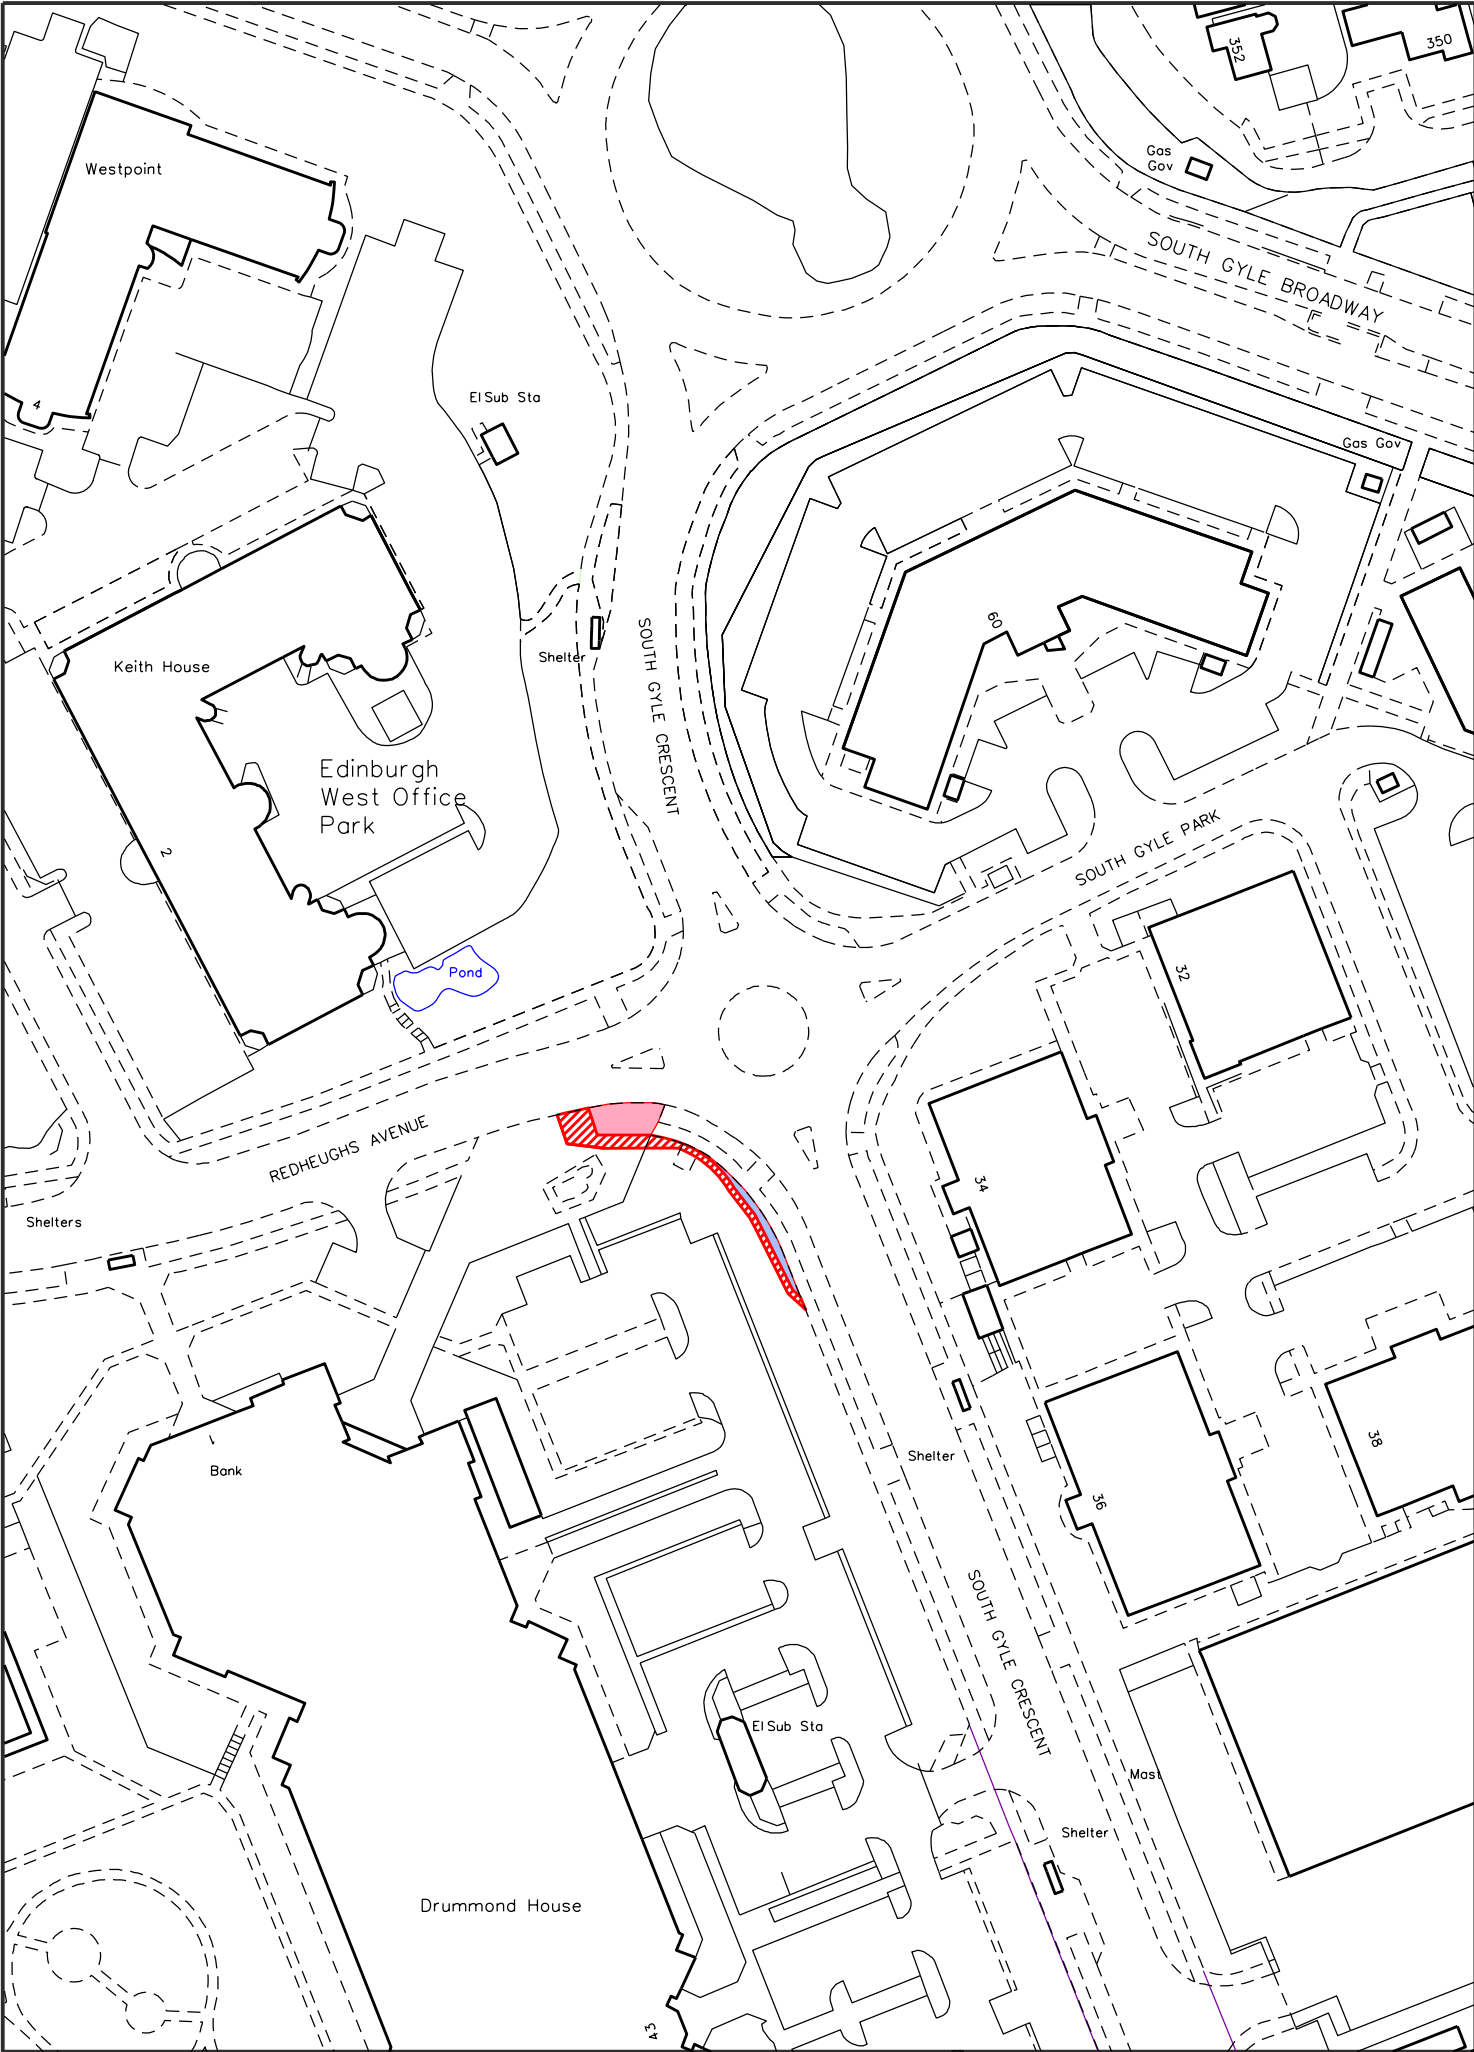 352
350
Gas
Gov
Westpoint
SOUTH GYLE BROADWAY
4
El Sub Sta
Gas Gov
60
SOUTH GYLE CRESCENT
Shelter
Keith House
Edinburgh
West Office
Park
2
SOUTH GYLE PARK
32
Pond
REDHEUGHS AVENUE
34
Shelters
38
Shelter
Bank
36
SOUTH GYLE CRESCENT
El Sub Sta
Mast
Shelter
Drummond House
43